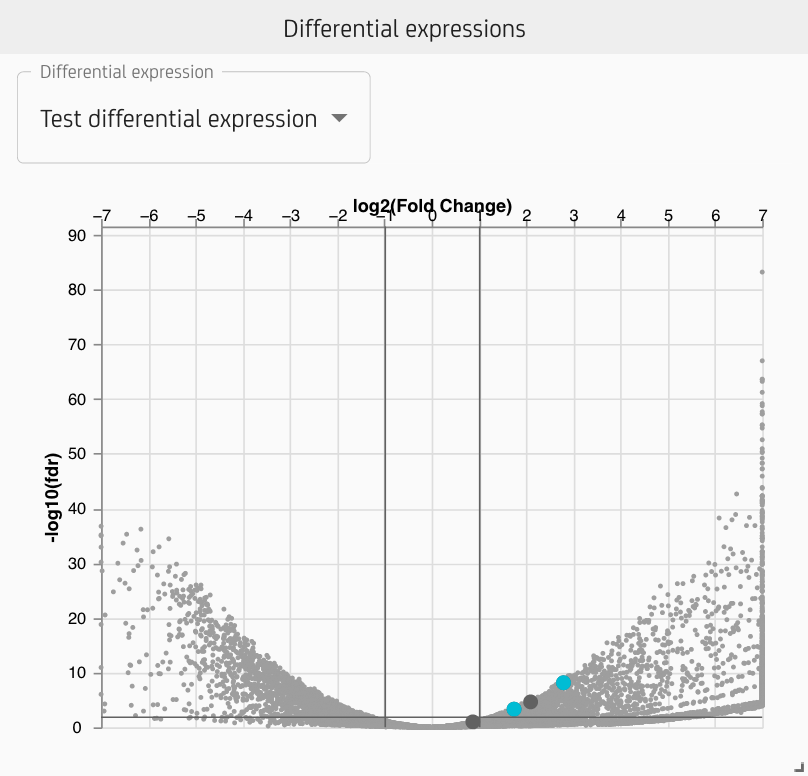 Differential expressions
Differential expression
Test differential expression
log2(Fold Change)
−7 −6 −5 −4 −3 −2 −1 0 1 2 3 4 5 6 7
90
80
70
60
50
-log10(fdr)
40
30
20
10
0